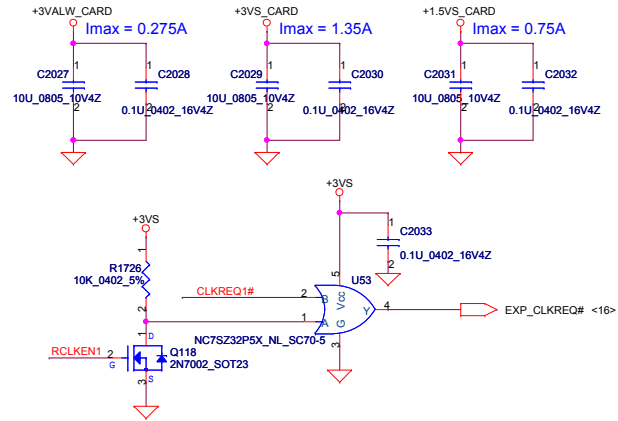 +3VALW_CARD
Imax = 0.275A
1
C2027
10U_0805_10V4Z
2
1
C2028
0.1U_0402_16V4Z
2
+3VS_CARD
Imax = 1.35A
1
C2029
10U_0805_10V4Z
2
1
C2030
0.1U_0402_16V4Z
2
+1.5VS_CARD
Imax = 0.75A
1
C2031
10U_0805_10V4Z
2
1
C2032
0.1U_0402_16V4Z
2
+3VS
1
R1726
10K_0402_5%
2
+3VS
1
C2033
0.1U_0402_16V4Z
2
U53
5
CLKREQ1#
2
B
Vcc
1
A
G
Y
4
EXP_CLKREQ# <16>
3
NC7SZ32P5X_NL_SC70-5
RCLKEN1
2
G
1
D
Q118
2N7002_SOT23
S
3